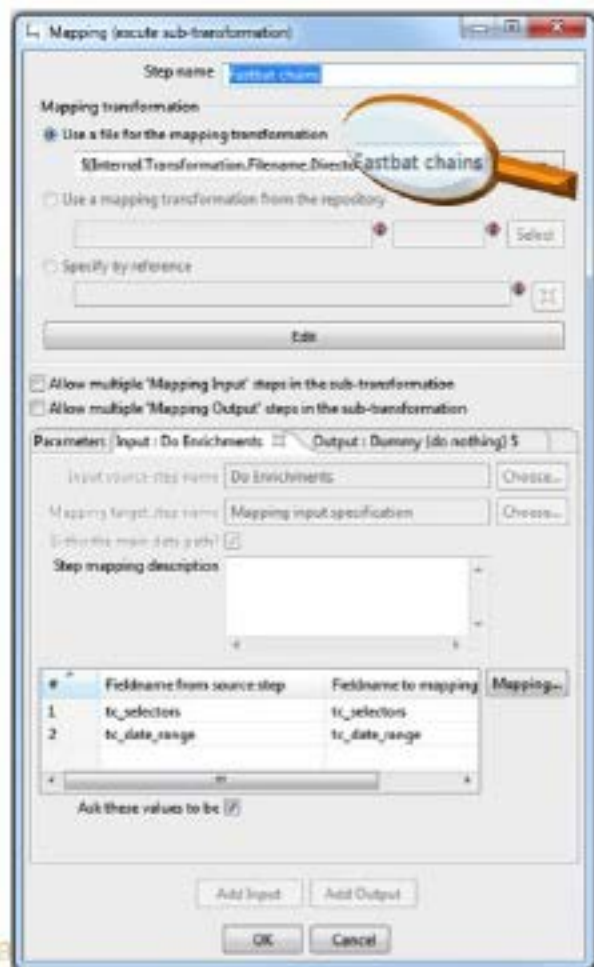 Mapping (excute sub-transformation)
Step name Fastbat chains
Mapping transformation
Use a file for the mapping transformation
${Internal.Transformation.Filename.Directo
Fastbat chains
Use a mapping transformation from the repository
Select
Specify by reference
Edit
Allow multiple 'Mapping Input' steps in the sub-transformation
Allow multiple 'Mapping Output' steps in the sub-transformation
Parameters Input : Do Enrichments Output : Dummy (do nothing) 5
Input source step name Do Enrichments Choose...
Mapping target step name Mapping input specification Choose...
Is this the main data path?
Step mapping description
# Fieldname from source step Fieldname to mapping Mapping...
1 tc_selectors tc_selectors
2 tc_date_range tc_date_range
Ask these values to be
Add Input Add Output
OK Cancel